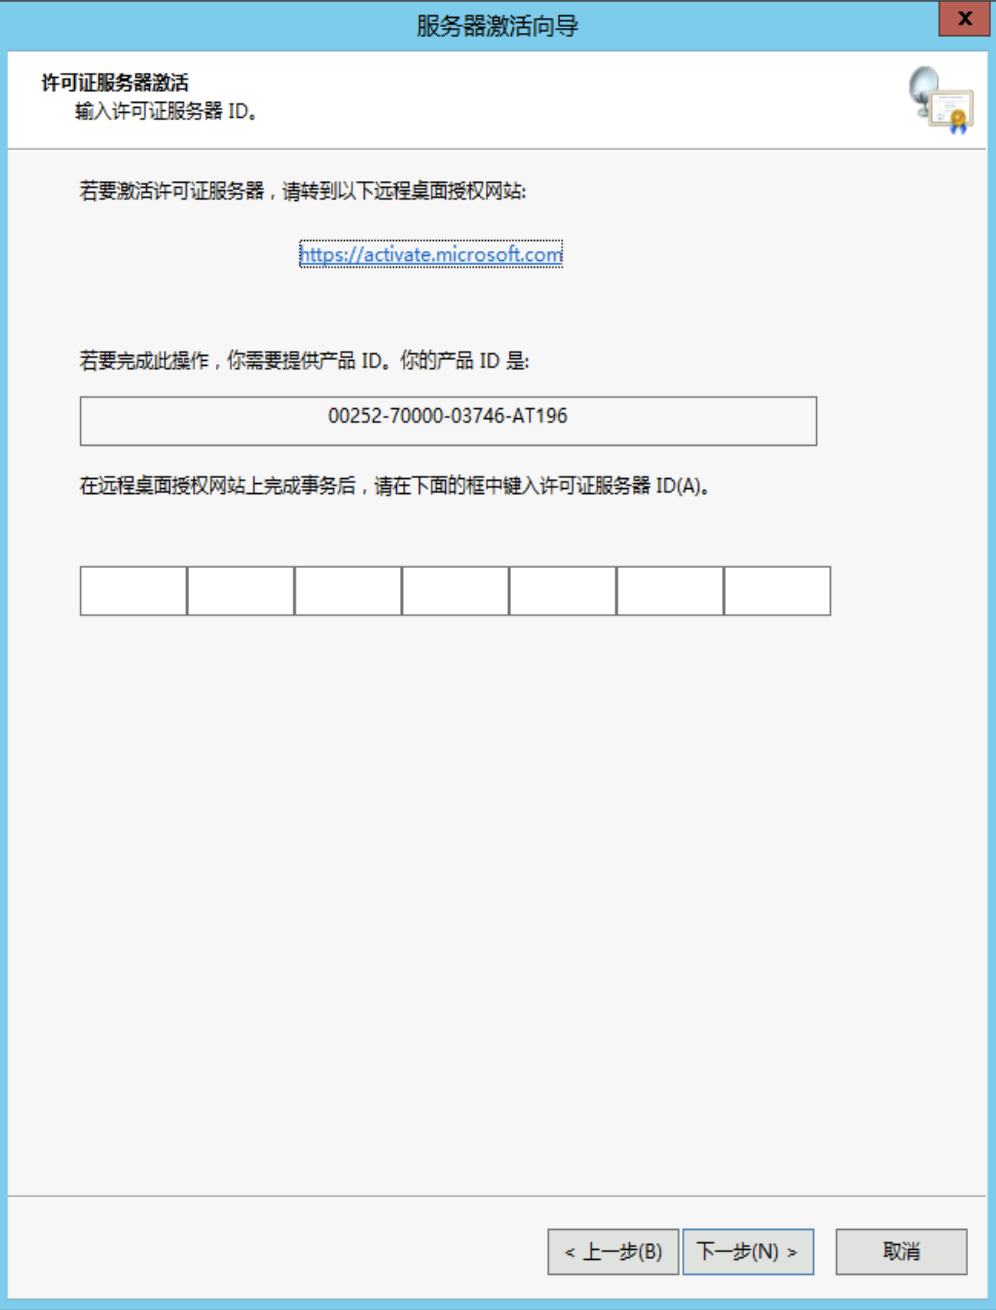 服务器激活向导
x
许可证服务器激活
输入许可证服务器 ID。
若要激活许可证服务器，请转到以下远程桌面授权网站:
https://activate.microsoft.com
若要完成此操作，你需要提供产品 ID。你的产品 ID 是:
00252-70000-03746-AT196
在远程桌面授权网站上完成事务后，请在下面的框中键入许可证服务器 ID(A)。
< 上一步(B) 下一步(N) > 取消